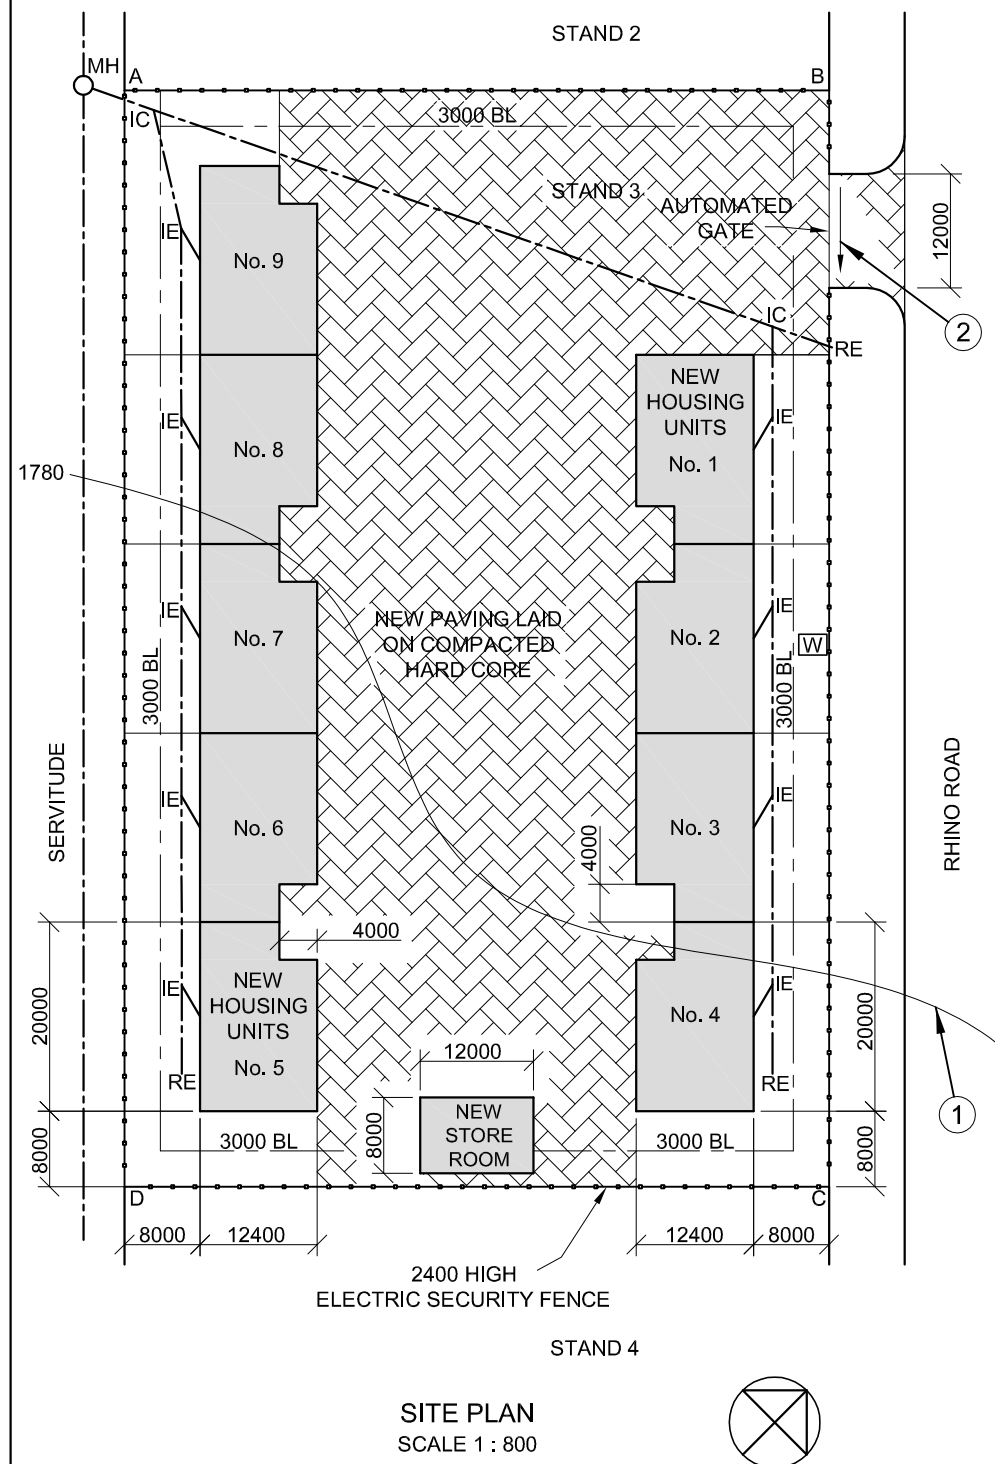 STAND 2
MH
A
B
IC
3000 BL
STAND 3
AUTOMATED
GATE
12000
IE
No. 9
IC
2
RE
NEW
HOUSING
UNITS
No. 1
IE
No. 8
IE
1780
NEW PAVING LAID
ON COMPACTED
HARD CORE
IE
No. 7
No. 2
IE
W
3000 BL
3000 BL
SERVITUDE
RHINO ROAD
IE
No. 6
No. 3
IE
4000
4000
NEW
HOUSING
UNITS
No. 5
IE
No. 4
IE
20000
20000
12000
RE
RE
1
NEW
STORE
ROOM
8000
8000
8000
3000 BL
3000 BL
D
C
8000
12400
12400
8000
2400 HIGH
ELECTRIC SECURITY FENCE
STAND 4
SITE PLAN
SCALE 1 : 800